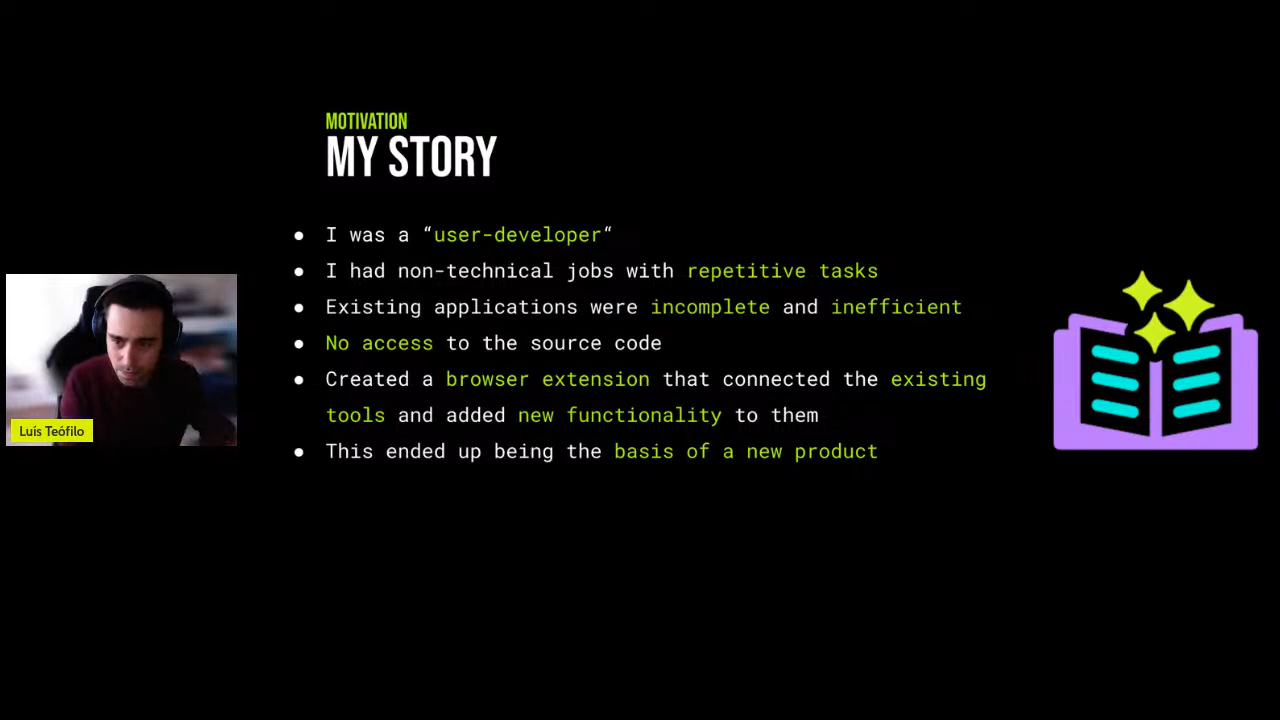 MOTIVATION
MY STORY
● I was a “user-developer“
● I had non-technical jobs with repetitive tasks
● Existing applications were incomplete and inefficient
● No access to the source code
● Created a browser extension that connected the existing
tools and added new functionality to them
● This ended up being the basis of a new product
Luís Teófilo